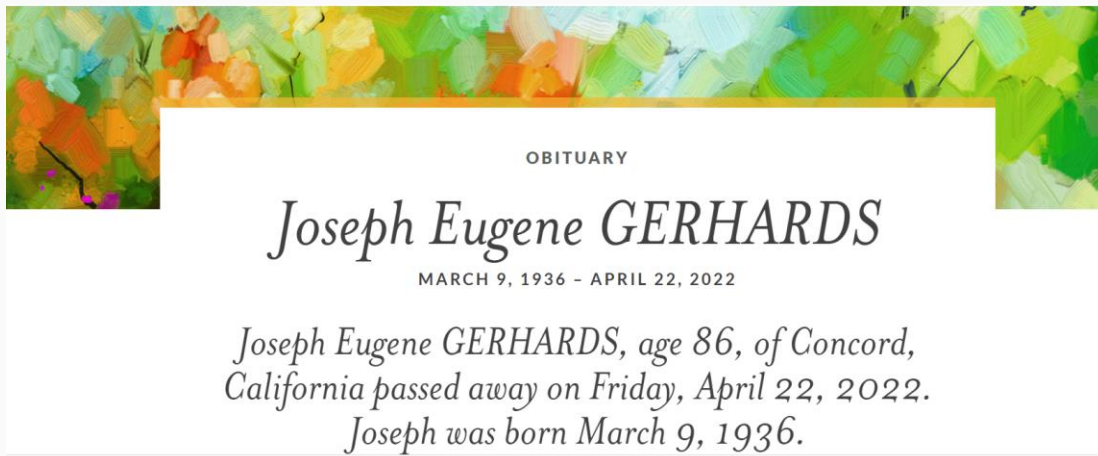 OBITUARY
Joseph Eugene GERHARDS
MARCH 9, 1936 – APRIL 22, 2022
Joseph Eugene GERHARDS, age 86, of Concord,
California passed away on Friday, April 22, 2022.
Joseph was born March 9, 1936.